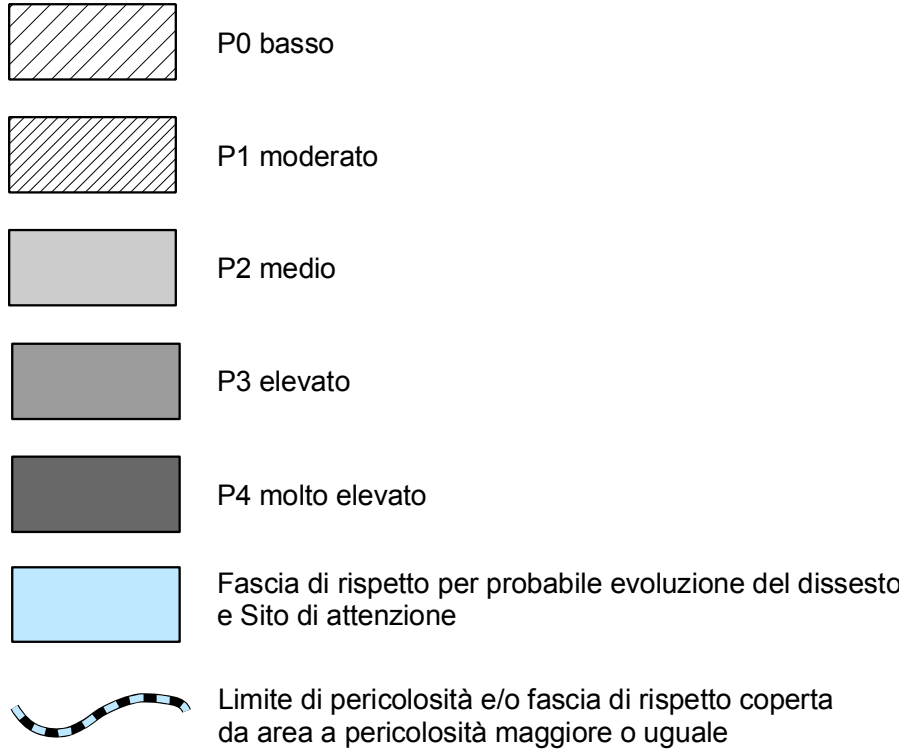 P0 basso
P1 moderato
P2 medio
P3 elevato
P4 molto elevato
Fascia di rispetto per probabile evoluzione del dissesto
e Sito di attenzione
Limite di pericolosità e/o fascia di rispetto coperta
da area a pericolosità maggiore o uguale